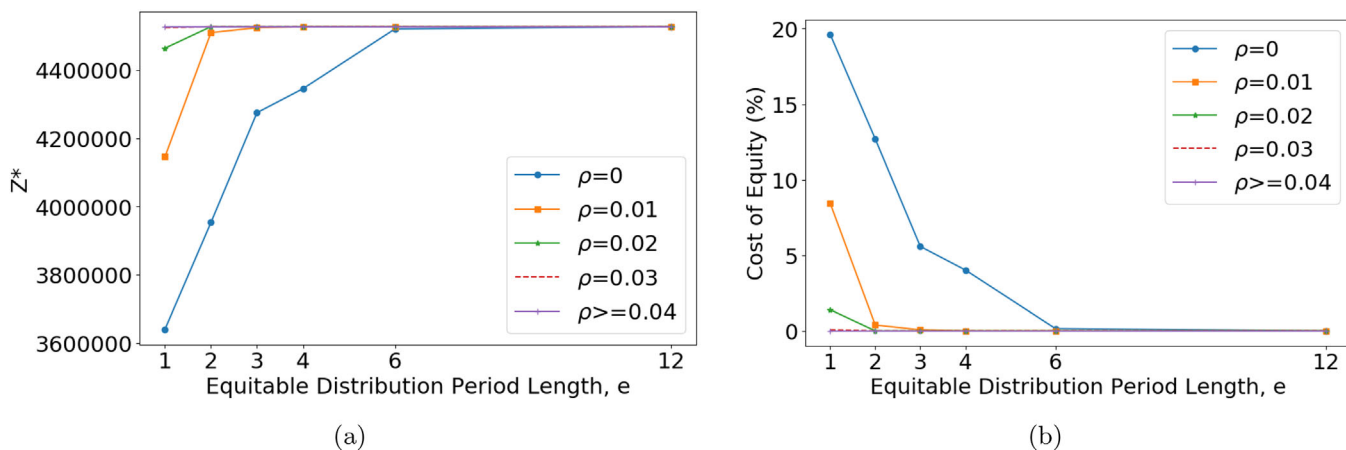 4400000
4200000
4000000
3800000
3600000
Z*
1 2 3 4 6 12
Equitable Distribution Period Length, e
ρ=0
ρ=0.01
ρ=0.02
ρ=0.03
ρ>=0.04
(a)
20
15
10
5
0
Cost of Equity (%)
1 2 3 4 6 12
Equitable Distribution Period Length, e
ρ=0
ρ=0.01
ρ=0.02
ρ=0.03
ρ>=0.04
(b)